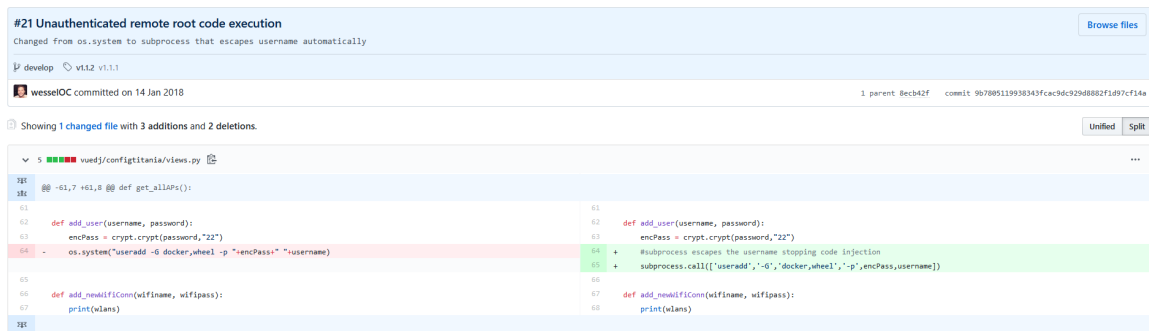 #21 Unauthenticated remote root code execution
Browse files
Changed from os.system to subprocess that escapes username automatically
develop v1.1.2 v1.1.1
wesselOC committed on 14 Jan 2018
1 parent 8ecb42f commit 9b7805119938343fcac9dc929d8882f1d97cf14a
Showing 1 changed file with 3 additions and 2 deletions.
Unified Split
5 vuedj/configtitania/views.py
@@ -61,7 +61,8 @@ def get_allAPs():
61 61
62 def add_user(username, password): 62 def add_user(username, password):
63 encPass = crypt.crypt(password,"22") 63 encPass = crypt.crypt(password,"22")
64 - os.system("useradd -G docker,wheel -p "+encPass+" "+username) 64 + #subprocess escapes the username stopping code injection
65 + subprocess.call(['useradd','-G','docker,wheel','-p',encPass,username])
65 66
66 def add_newWifiConn(wifiname, wifipass): 67 def add_newWifiConn(wifiname, wifipass):
67 print(wlans) 68 print(wlans)